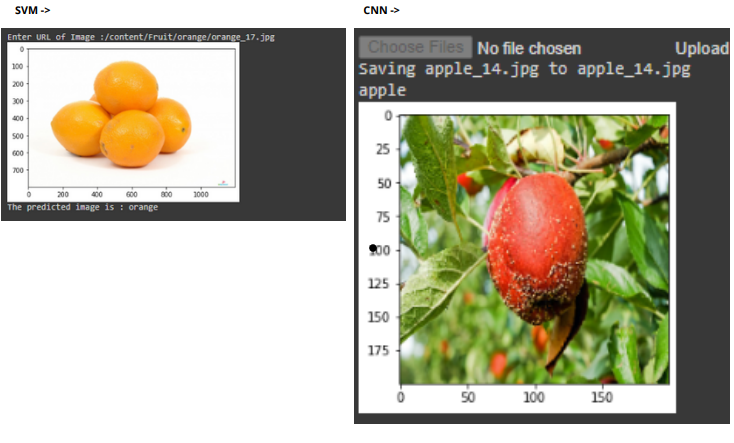 SVM ->
Enter URL of Image :/content/Fruit/orange/orange_17.jpg
0
100
200
300
400
500
600
700
0 200 400 600 800 1000
The predicted image is : orange
CNN ->
Choose Files No file chosen Upload
Saving apple_14.jpg to apple_14.jpg
apple
0
25
50
75
100
125
150
175
0 50 100 150